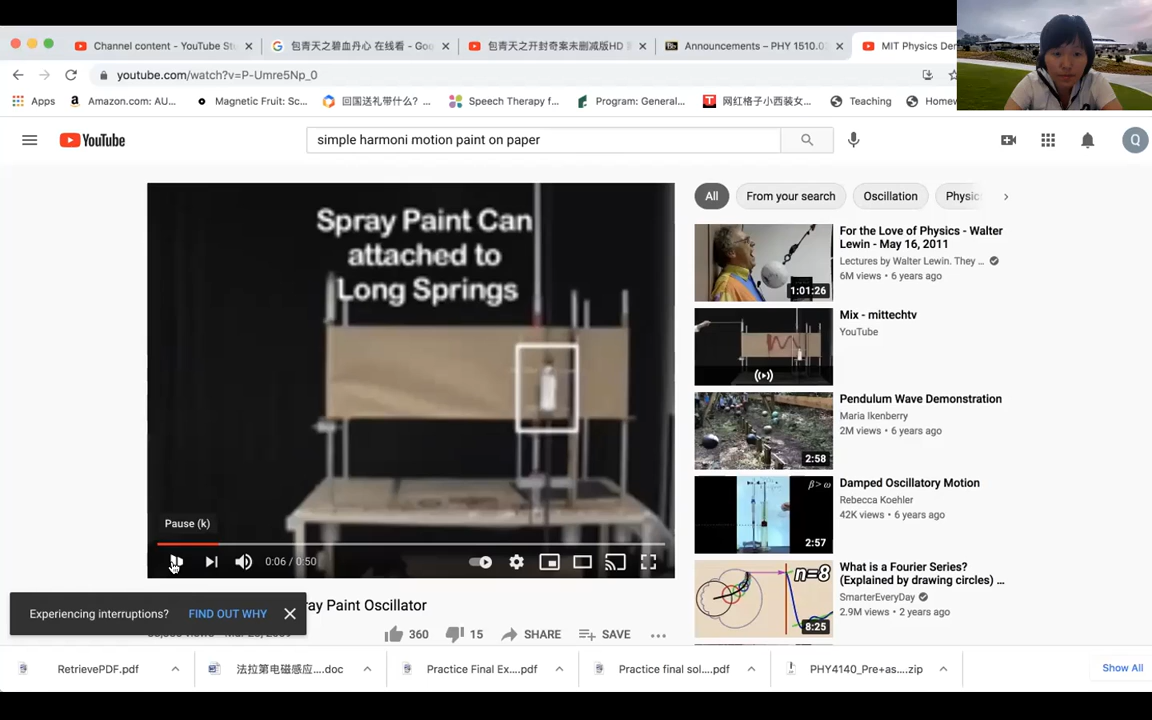 Channel content - YouTube St
包青天之碧血丹心 在线看 - Goo
包青天之开封奇案未删减版HD
Announcements – PHY 1510.0
MIT Physics De
youtube.com/watch?v=P-Umre5Np_0
Apps
Amazon.com: AU...
Magnetic Fruit: Sc...
回国送礼带什么? ...
Speech Therapy f...
Program: General...
网红格子小西装女...
Teaching
Homew
YouTube
simple harmoni motion paint on paper
Q
Spray Paint Can
attached to
Long Springs
Pause (k)
0:06 / 0:50
Experiencing interruptions?
FIND OUT WHY
ray Paint Oscillator
360
15
SHARE
SAVE
All
From your search
Oscillation
Physic
For the Love of Physics - Walter
Lewin - May 16, 2011
Lectures by Walter Lewin. They ...
6M views • 6 years ago
1:01:26
Mix - mittechtv
YouTube
Pendulum Wave Demonstration
Maria Ikenberry
2M views • 6 years ago
2:58
β > ω
Damped Oscillatory Motion
Rebecca Koehler
42K views • 6 years ago
2:57
n=8
What is a Fourier Series?
(Explained by drawing circles) ...
SmarterEveryDay
2.9M views • 2 years ago
8:25
RetrievePDF.pdf
法拉第电磁感应....doc
Practice Final Ex....pdf
Practice final sol....pdf
PHY4140_Pre+as....zip
Show All